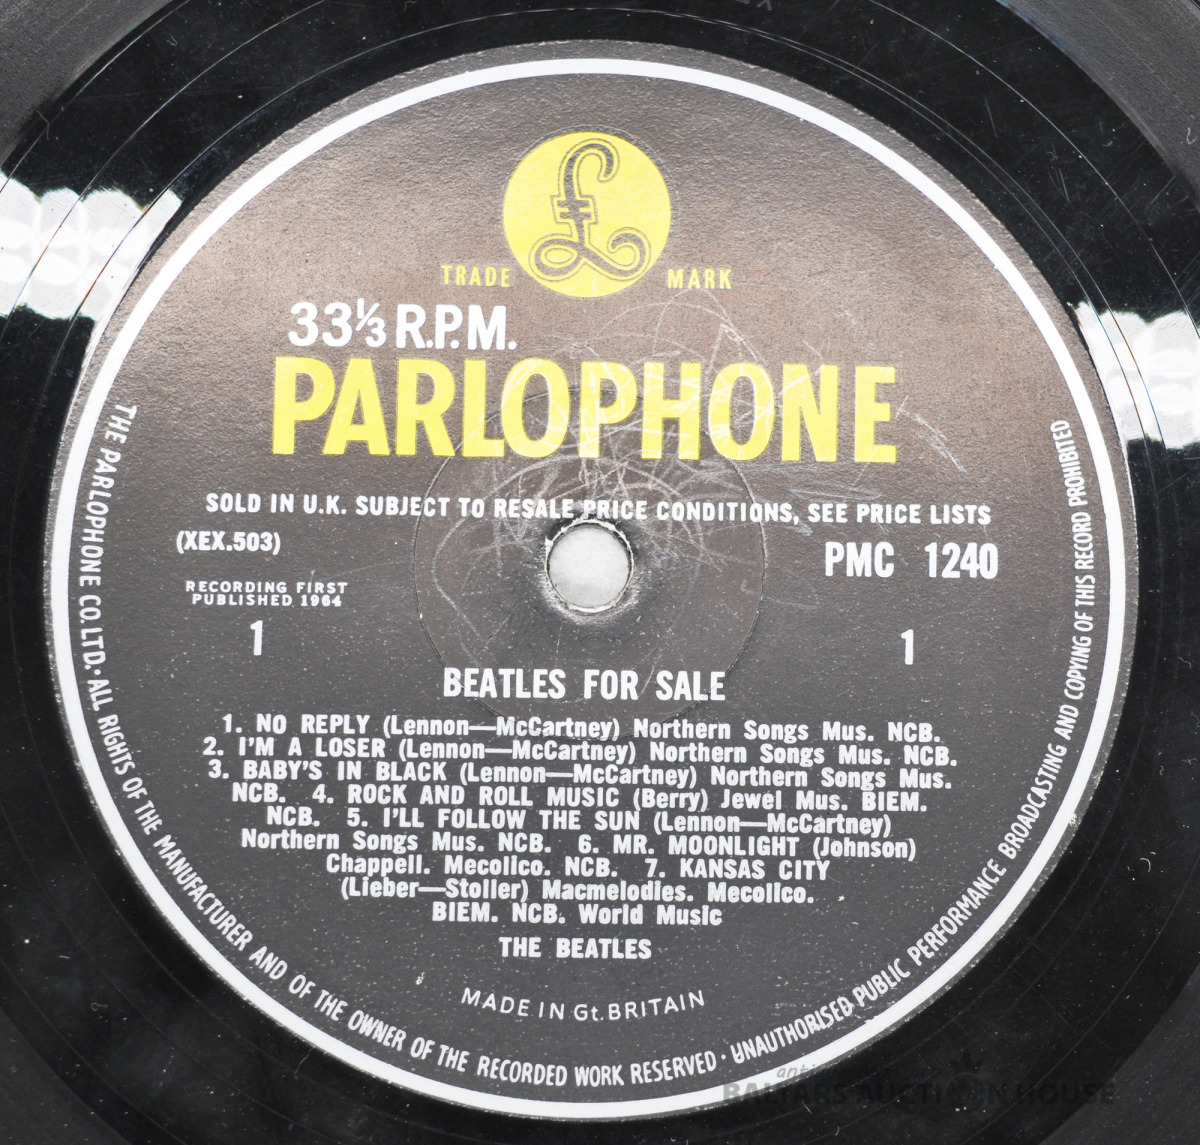 TRADE £ MARK
33⅓ R.P.M.
PARLOPHONE
SOLD IN U.K. SUBJECT TO RESALE PRICE CONDITIONS, SEE PRICE LISTS
(XEX.503)
PMC 1240
RECORDING FIRST
PUBLISHED 1964
1
1
BEATLES FOR SALE
1. NO REPLY (Lennon—McCartney) Northern Songs Mus. NCB.
2. I'M A LOSER (Lennon—McCartney) Northern Songs Mus. NCB.
3. BABY'S IN BLACK (Lennon—McCartney) Northern Songs Mus.
NCB. 4. ROCK AND ROLL MUSIC (Berry) Jewel Mus. BIEM.
NCB. 5. I'LL FOLLOW THE SUN (Lennon—McCartney)
Northern Songs Mus. NCB. 6. MR. MOONLIGHT (Johnson)
Chappell. Mecolico. NCB. 7. KANSAS CITY
(Lieber—Stoller) Macmelodies. Mecolico.
BIEM. NCB. World Music
THE BEATLES
MADE IN Gt. BRITAIN
THE PARLOPHONE CO. LTD. · ALL RIGHTS OF THE MANUFACTURER AND OF THE OWNER OF THE RECORDED WORK RESERVED · UNAUTHORISED PUBLIC PERFORMANCE BROADCASTING AND COPYING OF THIS RECORD PROHIBITED
BALTARS AUCTION HOUSE